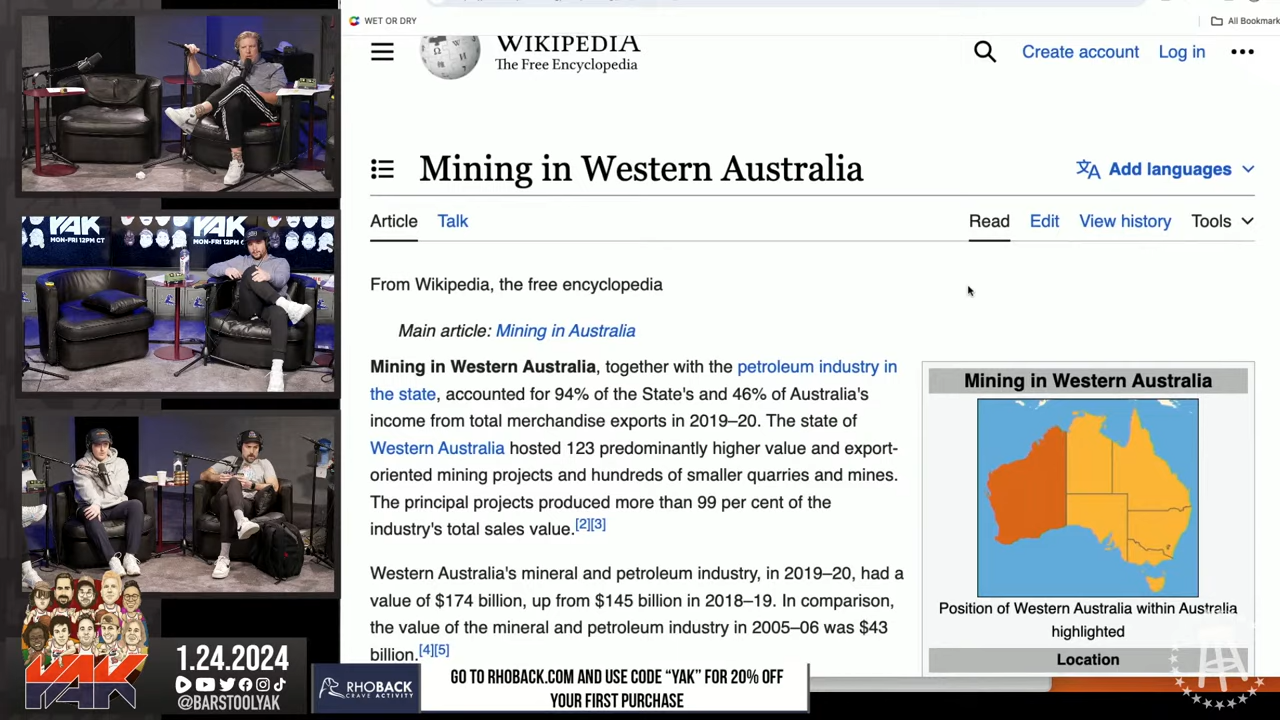 WET OR DRY
All Bookmark
WIKIPEDIA
The Free Encyclopedia
Create account
Log in
Mining in Western Australia
Add languages
Article
Talk
Read
Edit
View history
Tools
From Wikipedia, the free encyclopedia
Main article: Mining in Australia
Mining in Western Australia, together with the petroleum industry in
the state, accounted for 94% of the State's and 46% of Australia's
income from total merchandise exports in 2019–20. The state of
Western Australia hosted 123 predominantly higher value and export-
oriented mining projects and hundreds of smaller quarries and mines.
The principal projects produced more than 99 per cent of the
industry's total sales value.[2][3]
Western Australia's mineral and petroleum industry, in 2019–20, had a
value of $174 billion, up from $145 billion in 2018–19. In comparison,
the value of the mineral and petroleum industry in 2005–06 was $43
billion.[4][5]
Mining in Western Australia
Position of Western Australia within Australia
highlighted
Location
YAK
MON-FRI 12PM CT
YAK
MON-FRI 12PM C
YAK
1.24.2024
@BARSTOOLYAK
RHOBACK
CRAVE ACTIVITY
GO TO RHOBACK.COM AND USE CODE “YAK” FOR 20% OFF
YOUR FIRST PURCHASE